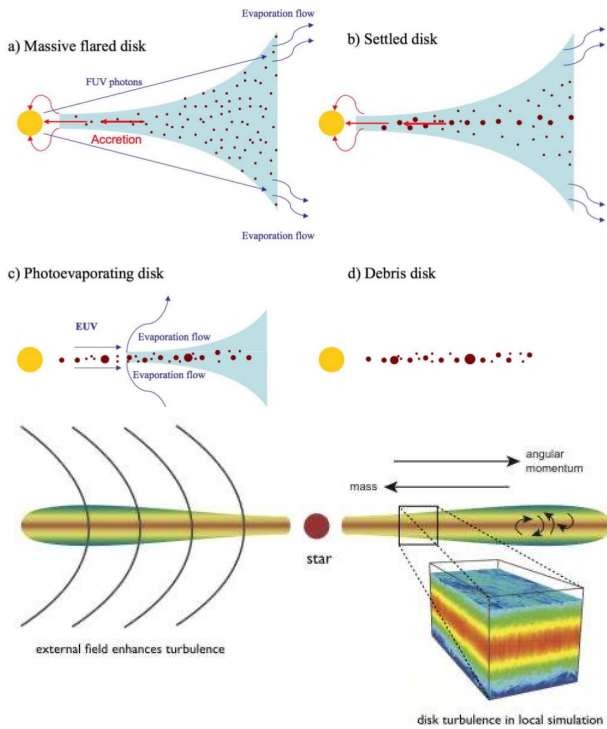 Evaporation flow
a) Massive flared disk
b) Settled disk
FUV photons
Accretion
Evaporation flow
c) Photoevaporating disk
d) Debris disk
EUV
Evaporation flow
Evaporation flow
angular
momentum
mass
star
external field enhances turbulence
disk turbulence in local simulation